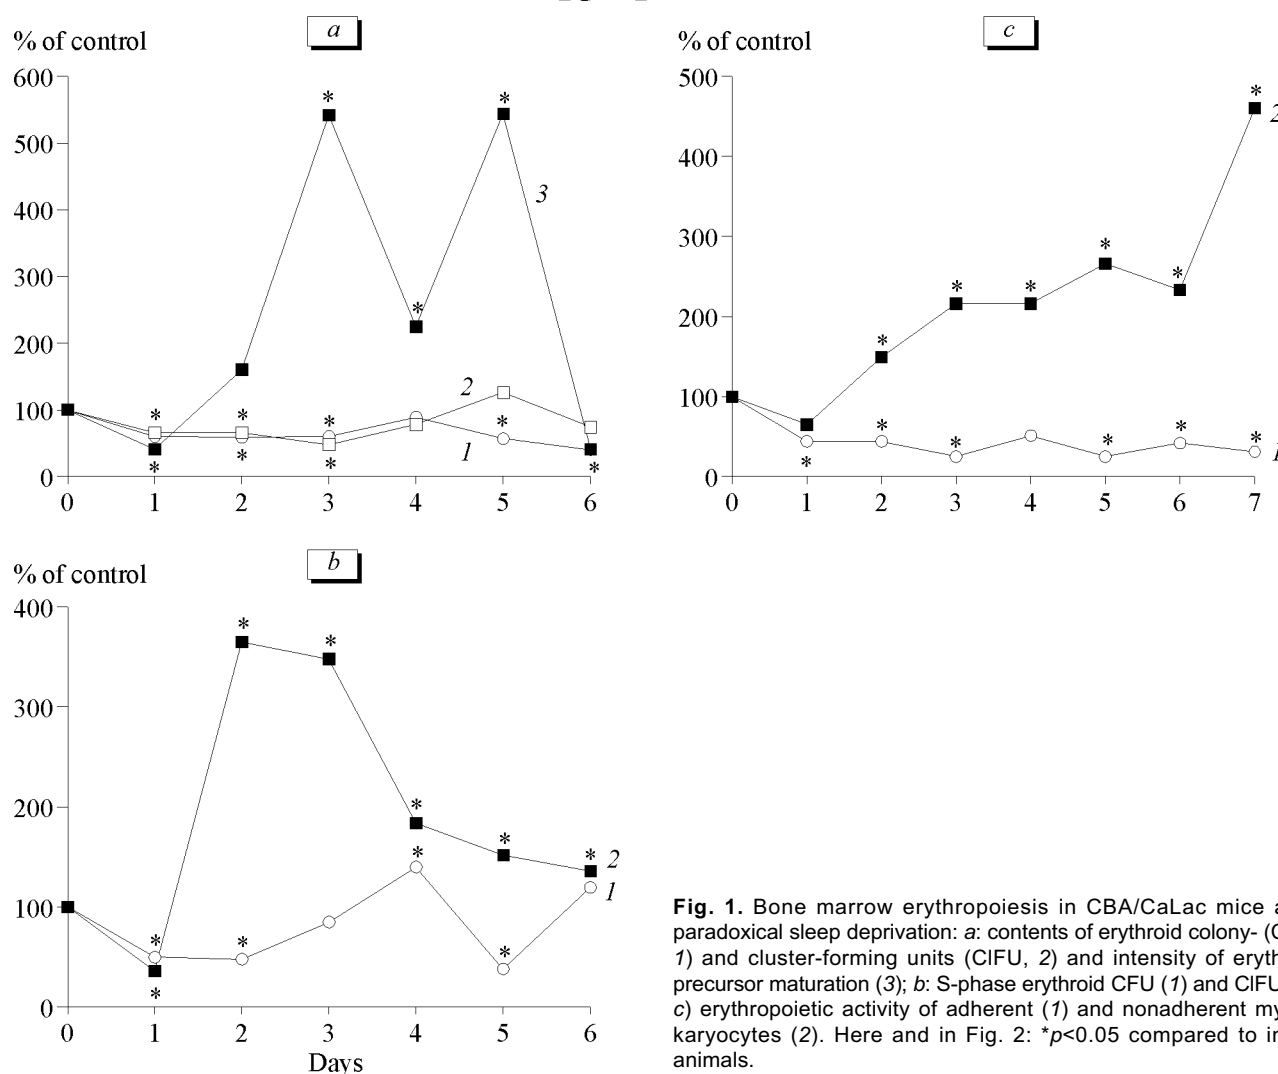 a
% of control
600
500
400
300
200
100
0
0 1 2 3 4 5 6
* * * * * * * * * * * *
3
2
1
c
% of control
500
400
300
200
100
0
0 1 2 3 4 5 6 7
* * * * * * * * * * * *
2
1
b
% of control
400
300
200
100
0
0 1 2 3 4 5 6
* * * * * * * * * *
2
1
Days
Fig. 1. Bone marrow erythropoiesis in CBA/CaLac mice
paradoxical sleep deprivation: a: contents of erythroid colony-
1) and cluster-forming units (ClFU, 2) and intensity of
precursor maturation (3); b: S-phase erythroid CFU (1) and ClFU
c) erythropoietic activity of adherent (1) and nonadherent
karyocytes (2). Here and in Fig. 2: *p<0.05 compared to
animals.